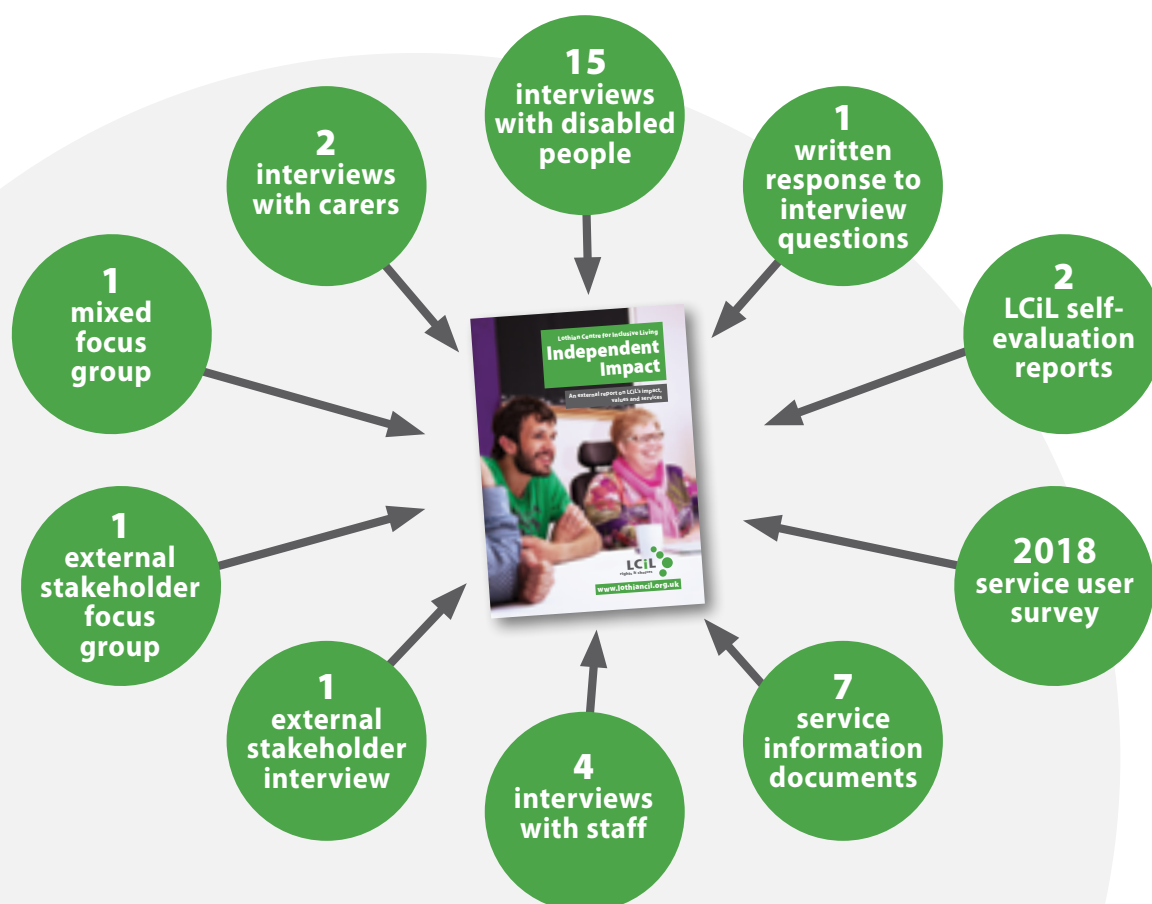 15
interviews
with disabled
people
2
interviews
with carers
1
written
response to
interview
questions
1
mixed
focus
group
2
LCiL self-
evaluation
reports
Lothian Centre for Inclusive Living
Independent
Impact
An external report on LCiL's impact,
values and services
LCiL
rights & choices
www.lothiancil.org.uk
1
external
stakeholder
focus
group
2018
service user
survey
1
external
stakeholder
interview
4
interviews
with staff
7
service
information
documents